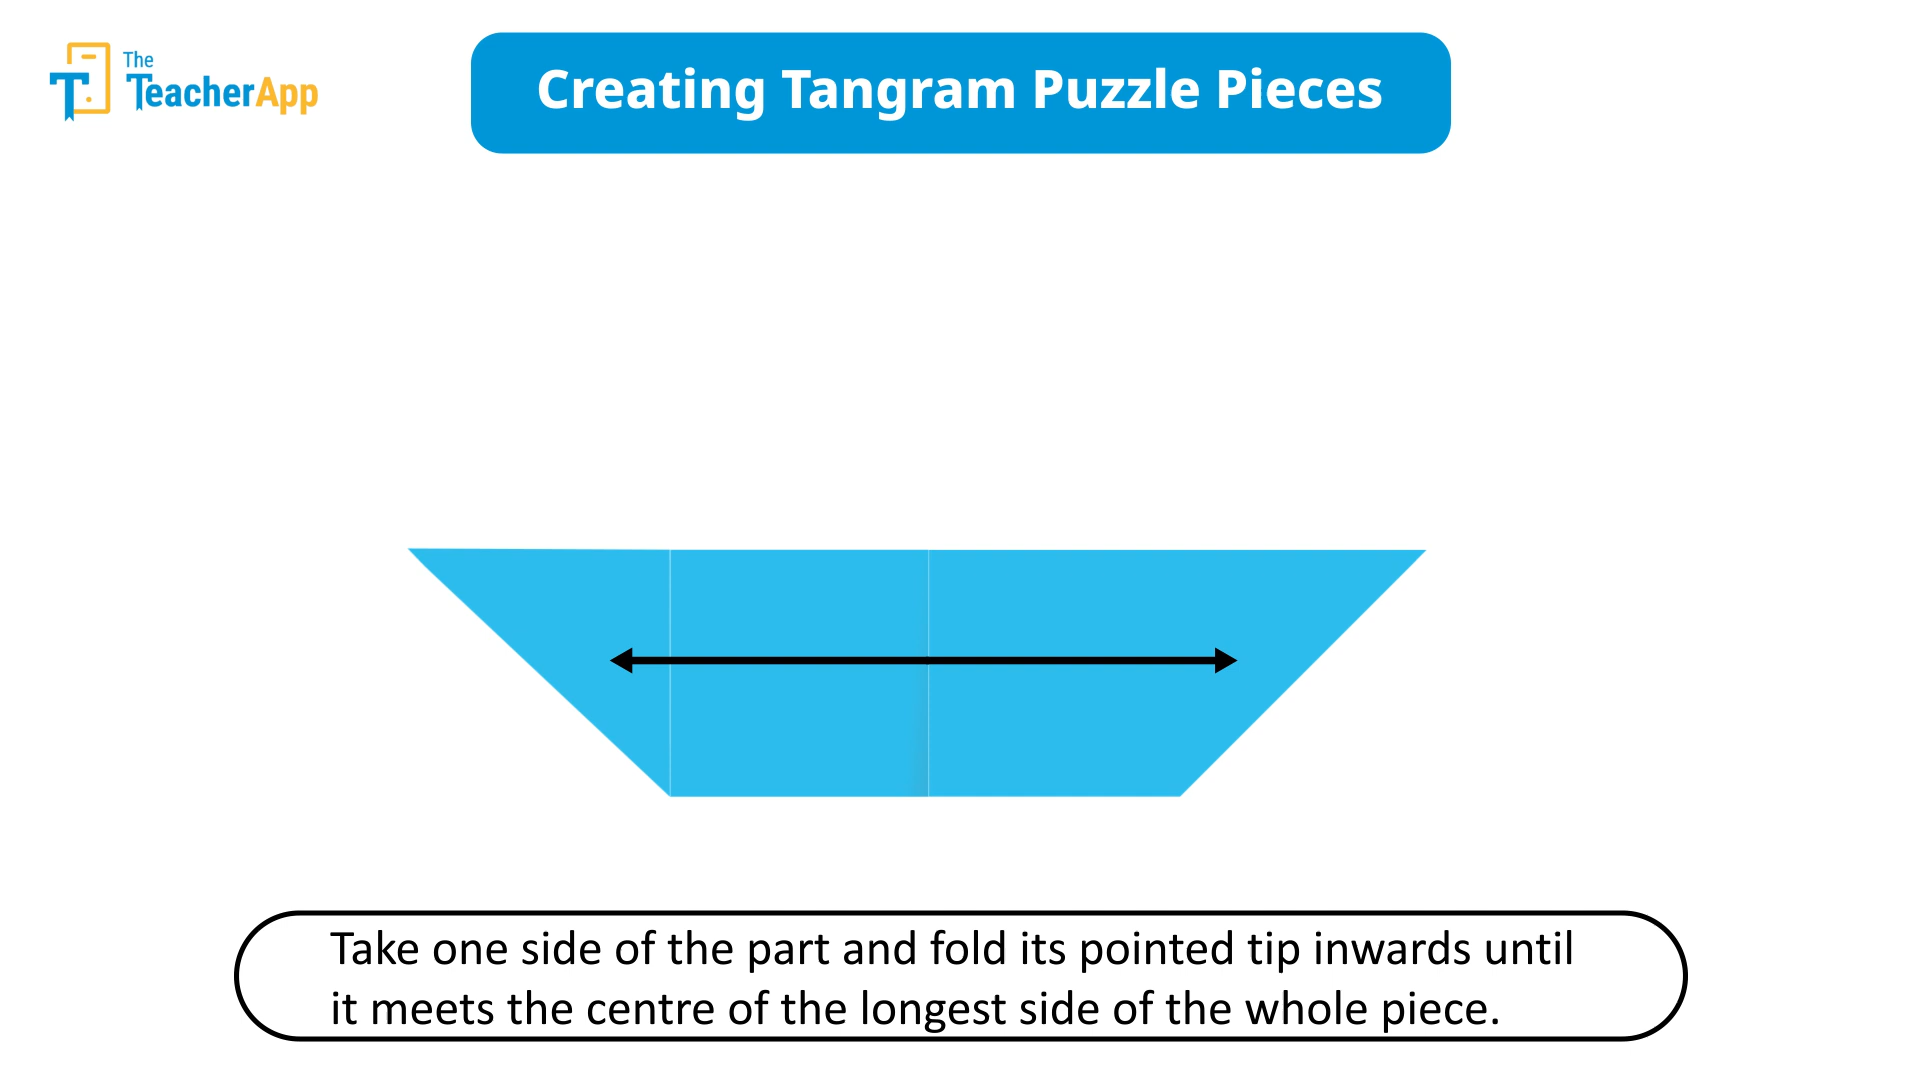 The
TeacherApp
Creating Tangram Puzzle Pieces
Take one side of the part and fold its pointed tip inwards until
it meets the centre of the longest side of the whole piece.